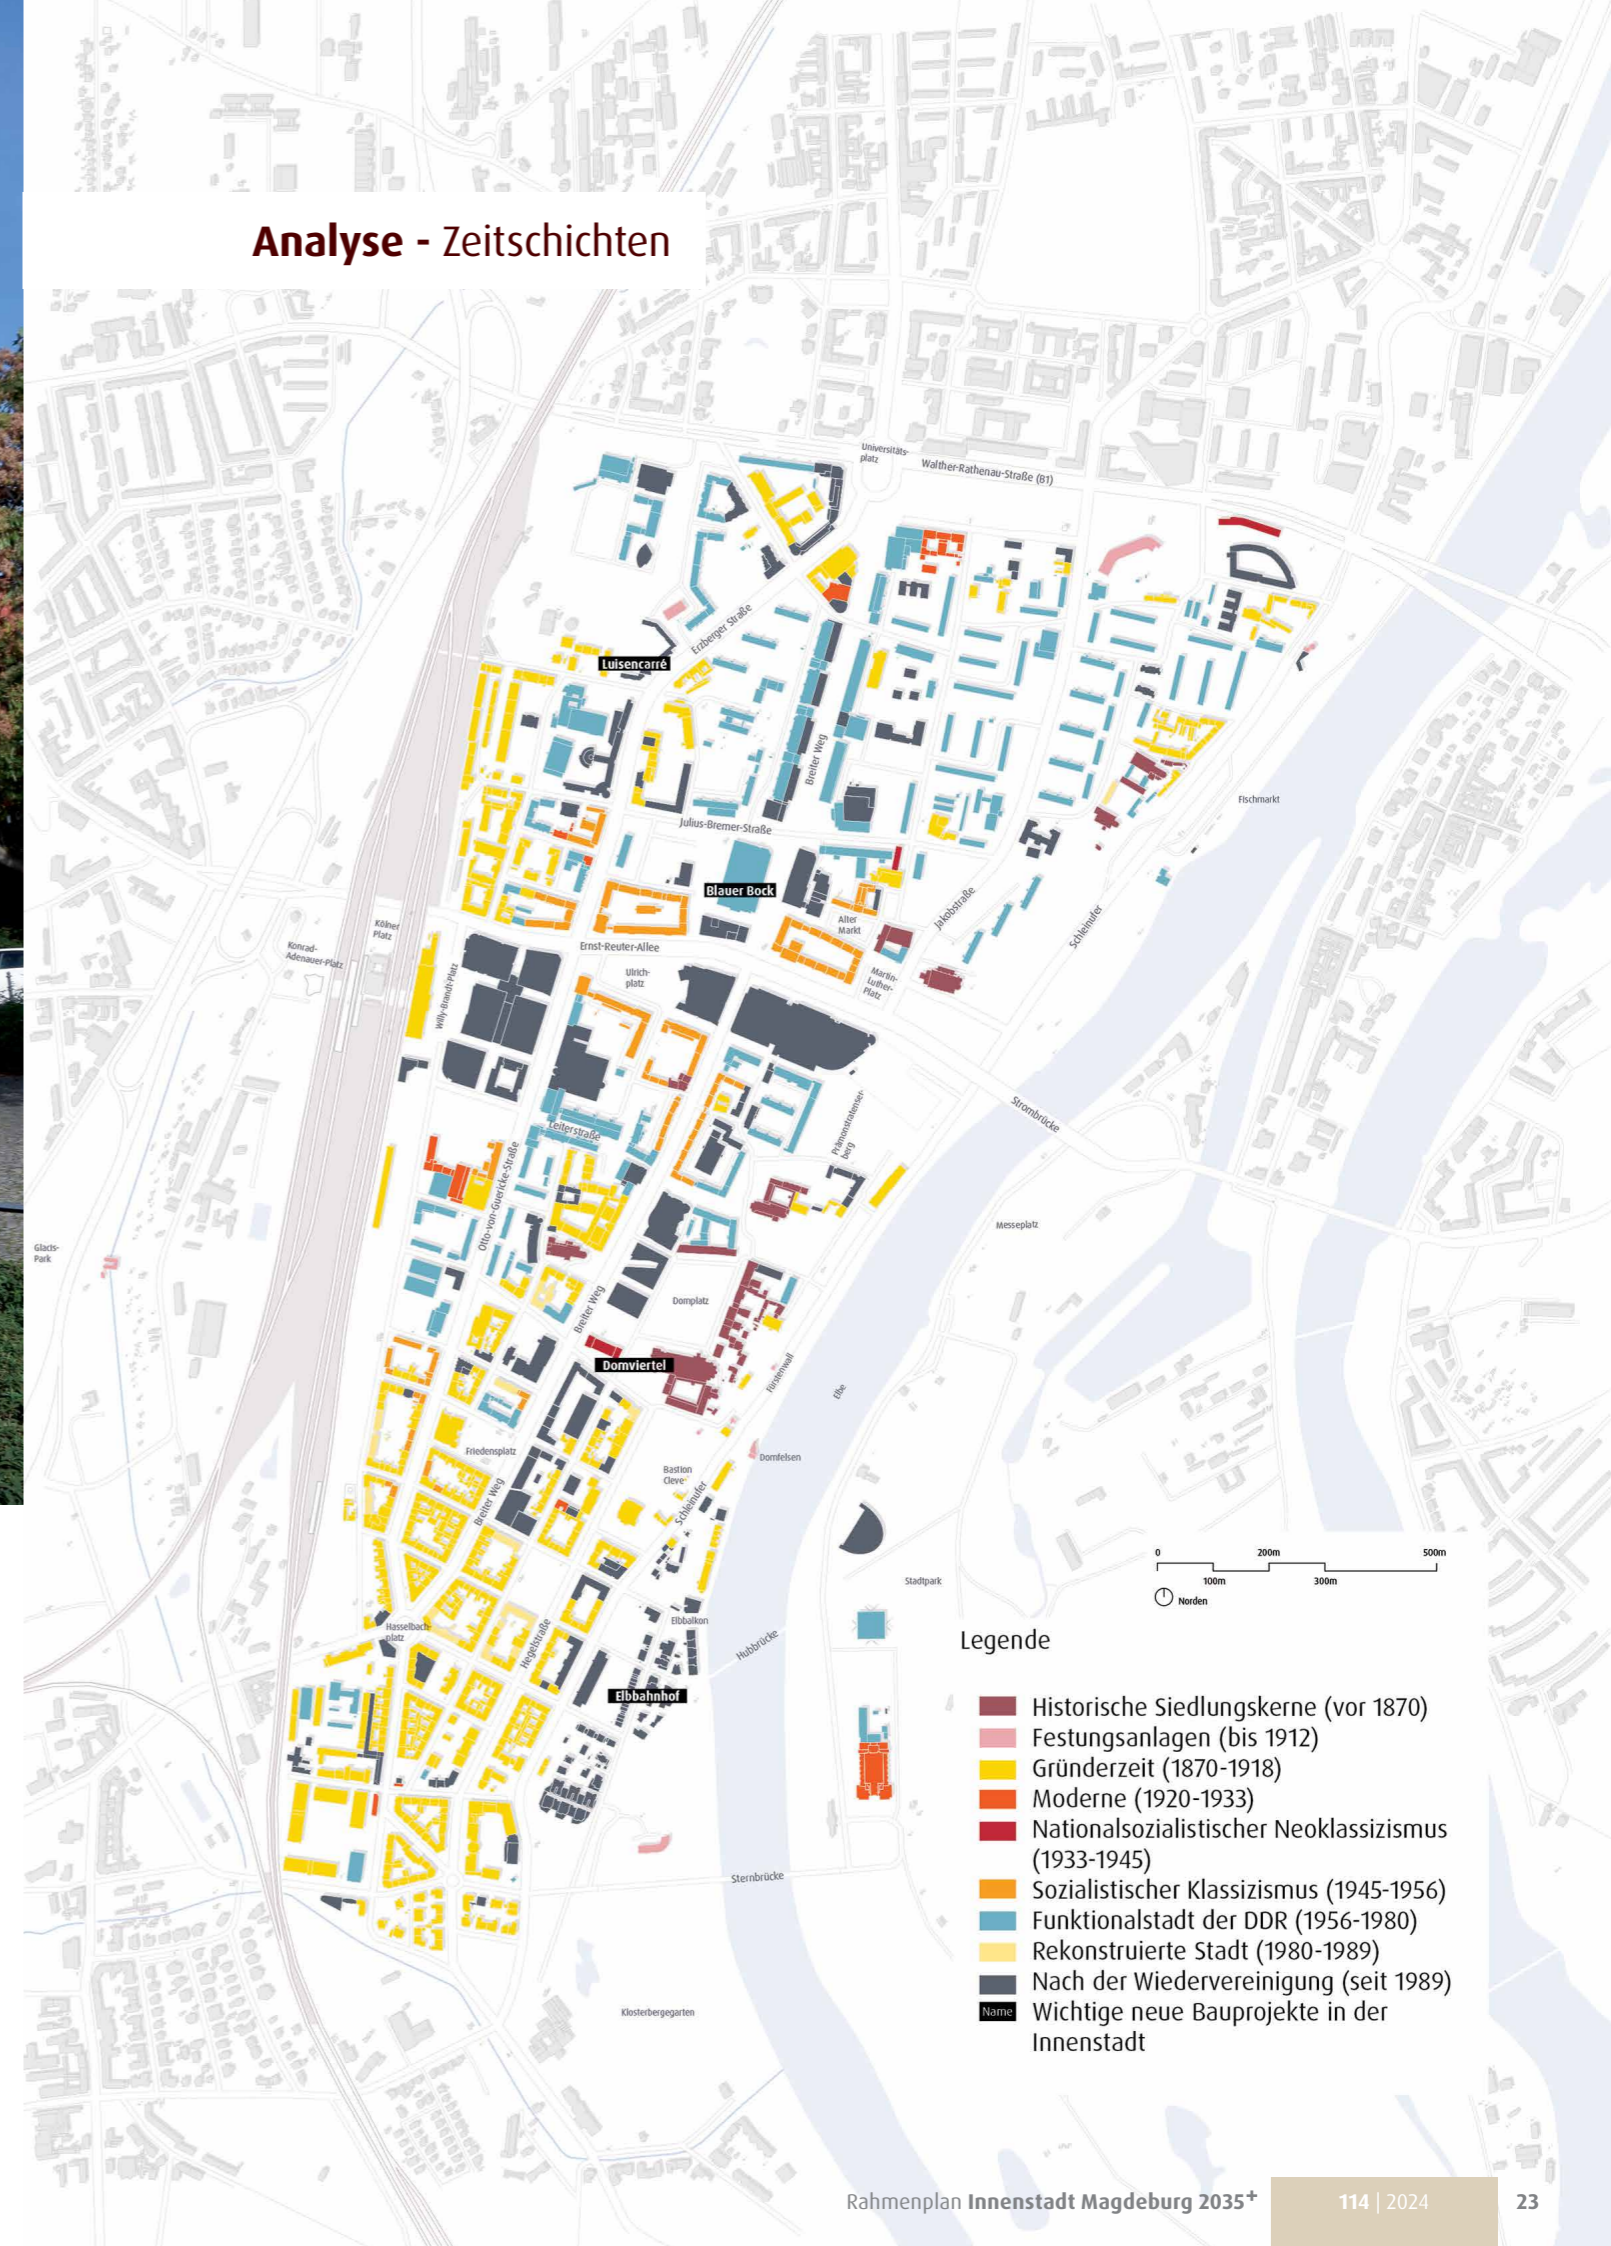 Analyse - Zeitschichten
Universitäts-
platz
Walther-Rathenau-Straße (B1)
Erzberger Straße
Luisencarré
Breiter Weg
Fischmarkt
Julius-Bremer-Straße
Blauer Bock
Jakobstraße
Schleinufer
Alter
Markt
Kölner
Platz
Konrad-
Adenauer-Platz
Ernst-Reuter-Allee
Willy-Brandt-Platz
Ulrich-
platz
Martin-
Luther-
Platz
Strombrücke
Prämonstratenser-
berg
Leiterstraße
Otto-von-Guericke-Straße
Messeplatz
Glacis-
Park
Domplatz
Breiter Weg
Domviertel
Fürstenwall
Elbe
Friedensplatz
Domfelsen
Bastion
Cleve
Schleinufer
Breiter Weg
0
200m
500m
100m
300m
Norden
Stadtpark
Elbbalkon
Hasselbach-
platz
Hegelstraße
Hubbrücke
Elbbahnhof
Sternbrücke
Klosterbergegarten
Legende
Historische Siedlungskerne (vor 1870)
Festungsanlagen (bis 1912)
Gründerzeit (1870-1918)
Moderne (1920-1933)
Nationalsozialistischer Neoklassizismus
(1933-1945)
Sozialistischer Klassizismus (1945-1956)
Funktionalstadt der DDR (1956-1980)
Rekonstruierte Stadt (1980-1989)
Nach der Wiedervereinigung (seit 1989)
Name Wichtige neue Bauprojekte in der
Innenstadt
Rahmenplan Innenstadt Magdeburg 2035+
114 | 2024
23